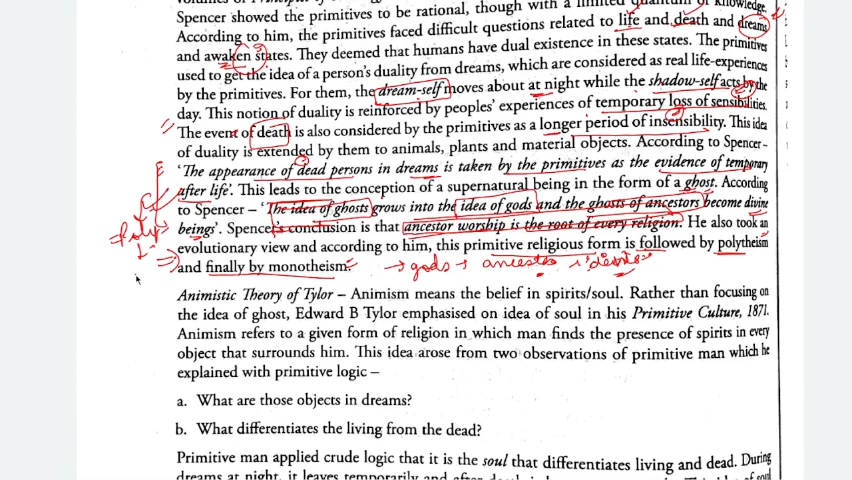 Spencer showed the primitives to be rational, though with a limited quantum of knowledge.
According to him, the primitives faced difficult questions related to life and death and dreams
and awaken states. They deemed that humans have dual existence in these states. The primitives
used to get the idea of a person's duality from dreams, which are considered as real life-experiences
by the primitives. For them, the dream-self moves about at night while the shadow-self acts by the
day. This notion of duality is reinforced by peoples' experiences of temporary loss of sensibilities.
The event of death is also considered by the primitives as a longer period of insensibility. This idea
of duality is extended by them to animals, plants and material objects. According to Spencer–
'The appearance of dead persons in dreams is taken by the primitives as the evidence of temporary
after life'. This leads to the conception of a supernatural being in the form of a ghost. According
to Spencer – 'The idea of ghosts grows into the idea of gods and the ghosts of ancestors become divine
beings'. Spencer's conclusion is that ancestor worship is the root of every religion. He also took an
evolutionary view and according to him, this primitive religious form is followed by polytheism
and finally by monotheism. → gods
Animistic Theory of Tylor – Animism means the belief in spirits/soul. Rather than focusing on
the idea of ghost, Edward B Tylor emphasised on idea of soul in his Primitive Culture, 1871.
Animism refers to a given form of religion in which man finds the presence of spirits in every
object that surrounds him. This idea arose from two observations of primitive man which he
explained with primitive logic –
a. What are those objects in dreams?
b. What differentiates the living from the dead?
Primitive man applied crude logic that it is the soul that differentiates living and dead. During
dreams at night, it leaves temporarily and after death